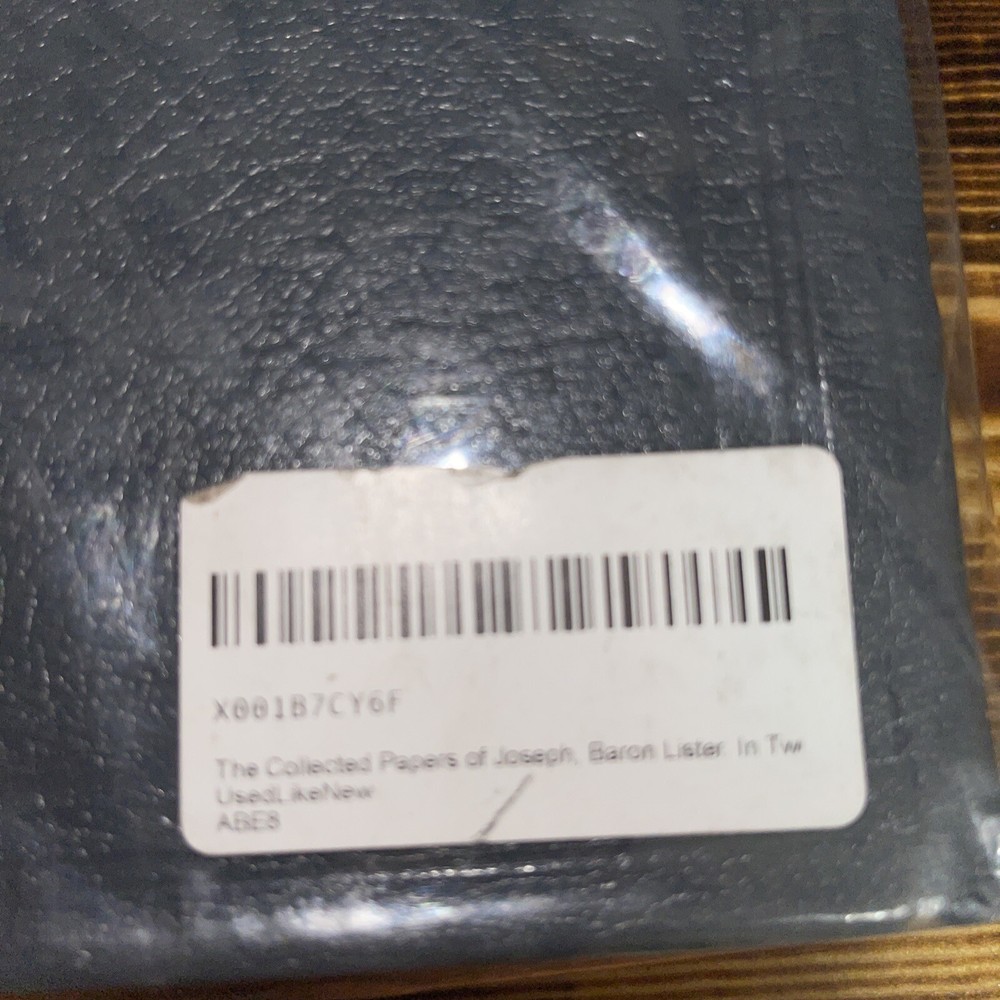 X001B7CY6F
The Collected Papers of Joseph, Baron Lister. In Tw
UsedLikeNew
ABE8